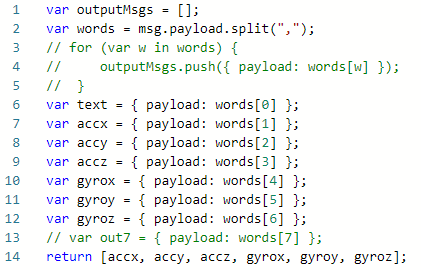 1 var outputMsgs = [];
2 var words = msg.payload.split(",");
3 // for (var w in words) {
4 //     outputMsgs.push({ payload: words[w] });
5 //  }
6 var text = { payload: words[0] };
7 var accx = { payload: words[1] };
8 var accy = { payload: words[2] };
9 var accz = { payload: words[3] };
10 var gyrox = { payload: words[4] };
11 var gyroy = { payload: words[5] };
12 var gyroz = { payload: words[6] };
13 // var out7 = { payload: words[7] };
14 return [accx, accy, accz, gyrox, gyroy, gyroz];